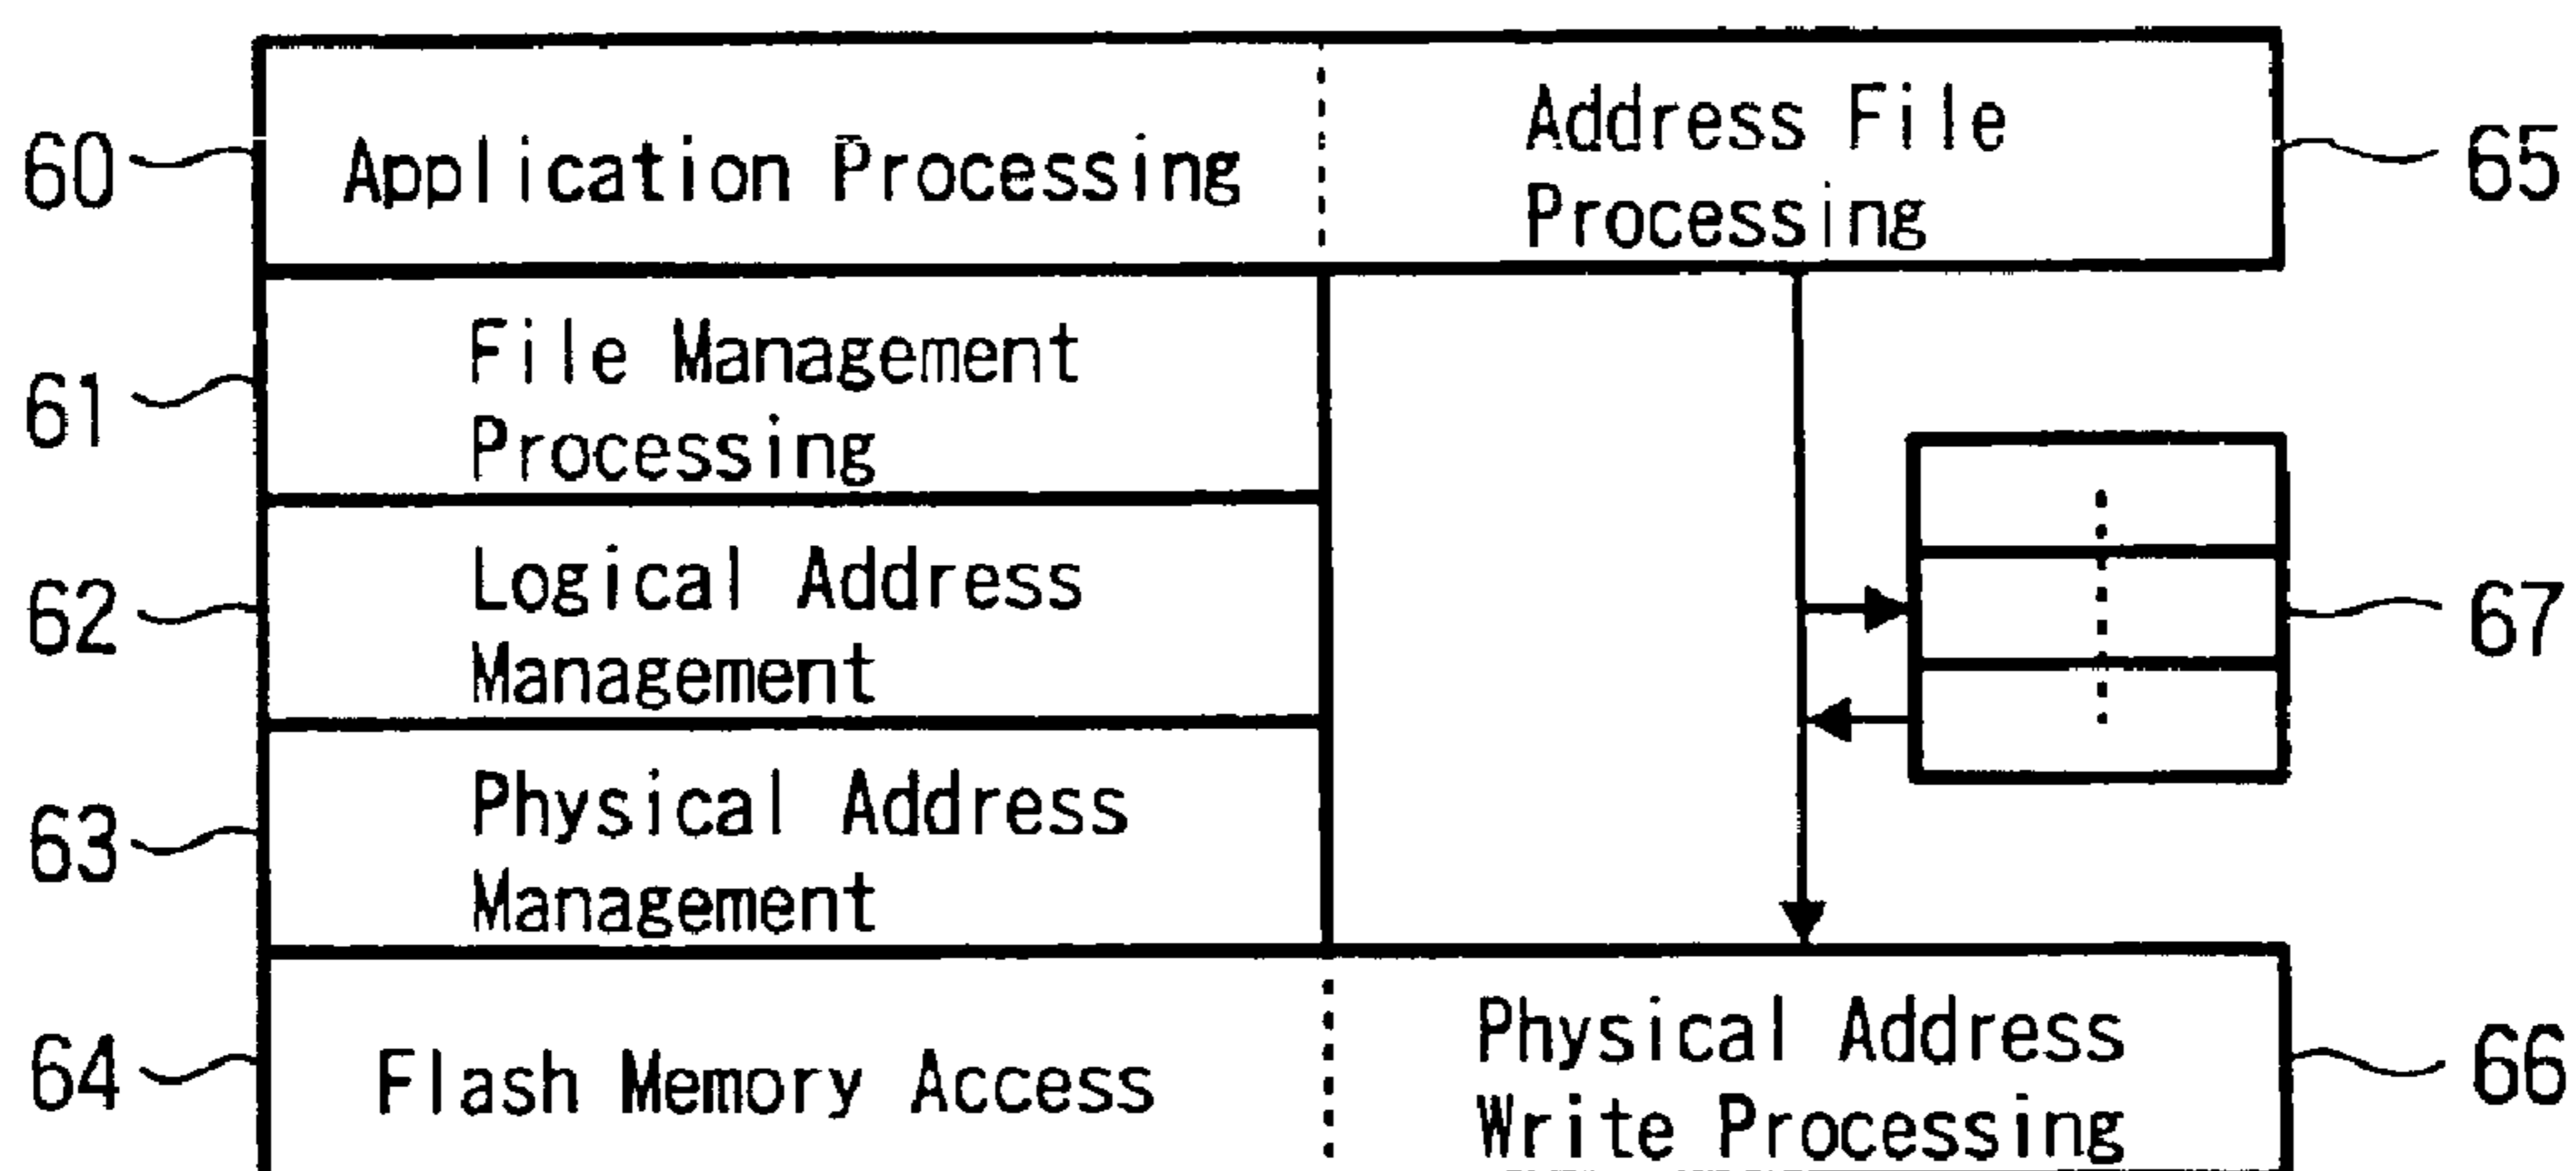 60
Application Processing
Address File
Processing
65
61
File Management
Processing
62
Logical Address
Management
67
63
Physical Address
Management
64
Flash Memory Access
Physical Address
Write Processing
66